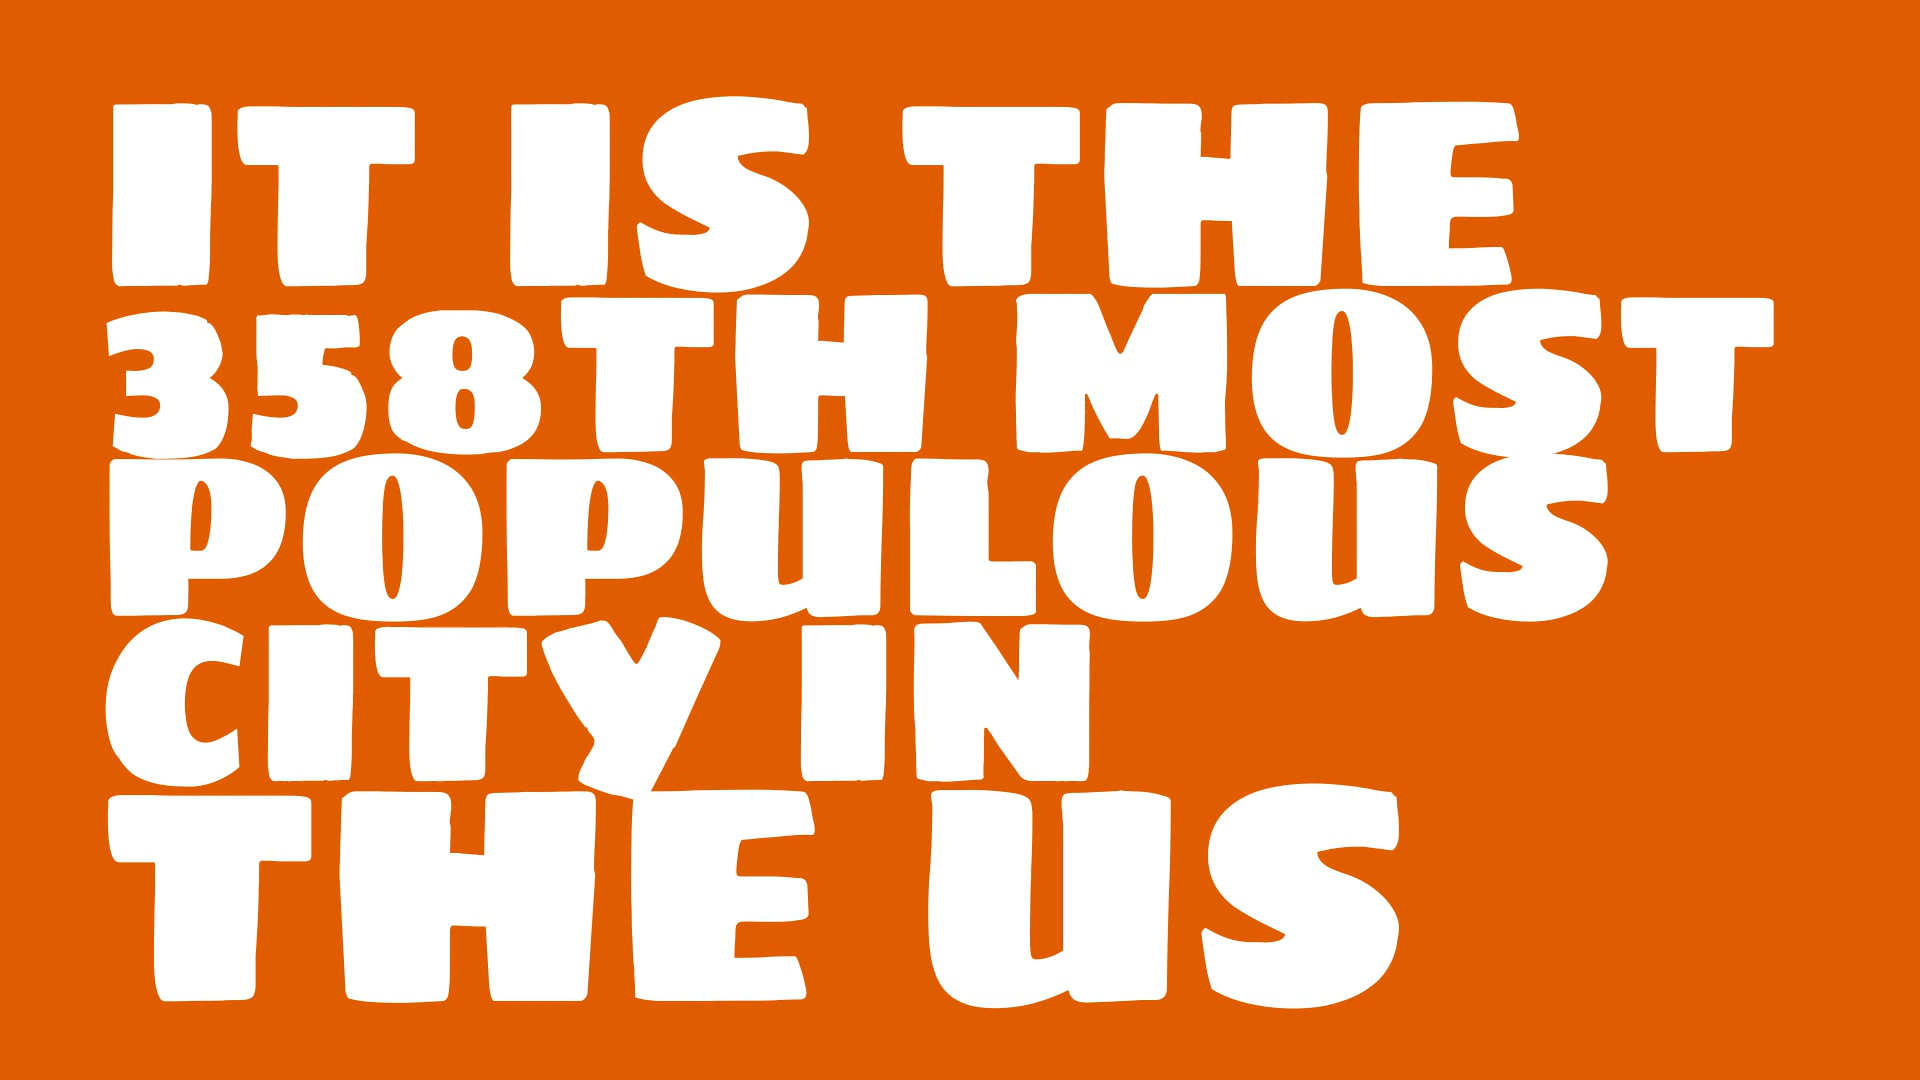 IT IS THE
358TH MOST
POPULOUS
CITY IN
THE US